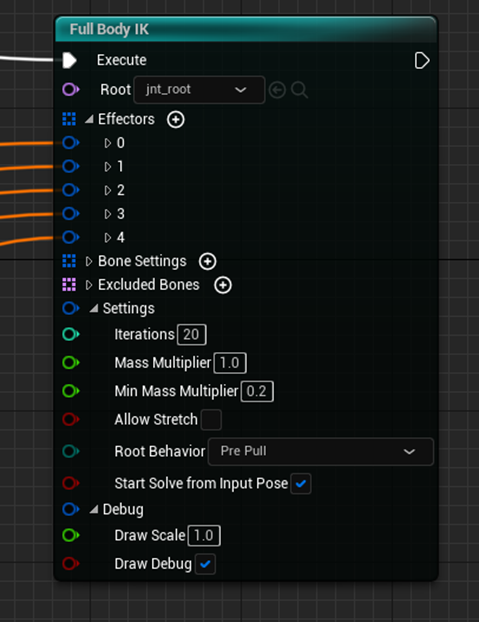 Full Body IK
Execute
Root jnt_root
Effectors
0
1
2
3
4
Bone Settings
Excluded Bones
Settings
Iterations 20
Mass Multiplier 1.0
Min Mass Multiplier 0.2
Allow Stretch
Root Behavior Pre Pull
Start Solve from Input Pose
Debug
Draw Scale 1.0
Draw Debug